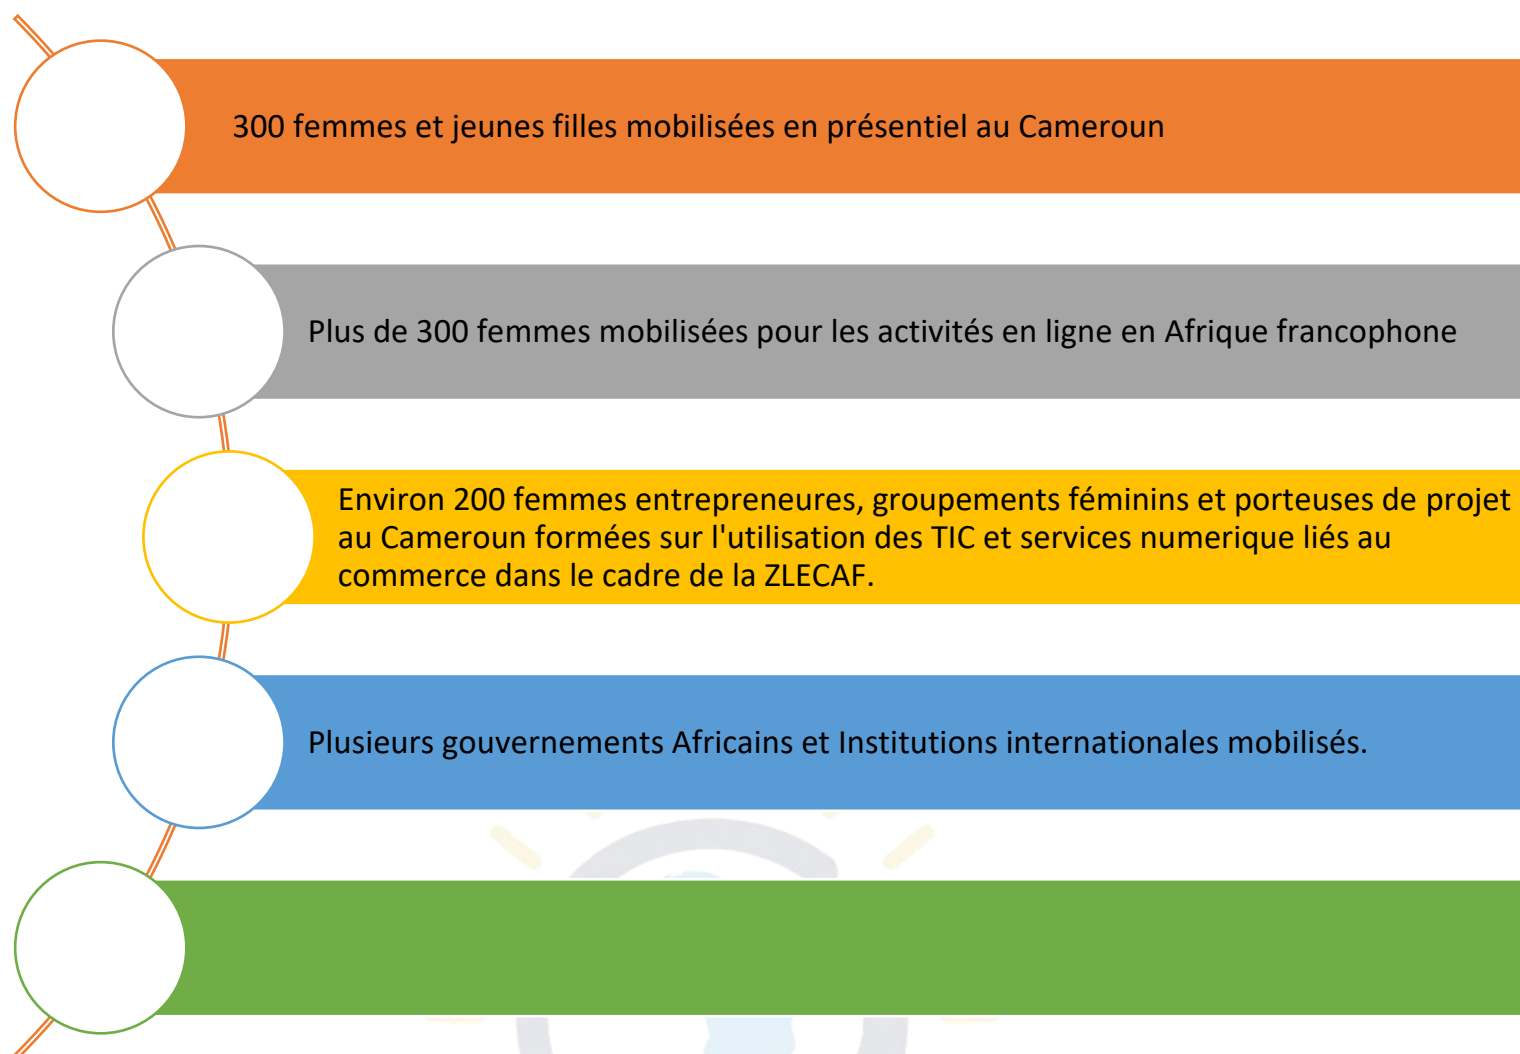 300 femmes et jeunes filles mobilisées en présentiel au Cameroun
Plus de 300 femmes mobilisées pour les activités en ligne en Afrique francophone
Environ 200 femmes entrepreneures, groupements féminins et porteuses de projet
au Cameroun formées sur l'utilisation des TIC et services numerique liés au
commerce dans le cadre de la ZLECAF.
Plusieurs gouvernements Africains et Institutions internationales mobilisés.